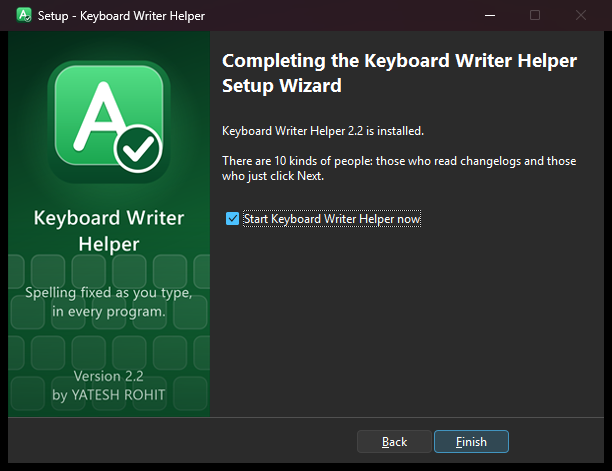 Setup - Keyboard Writer Helper
A
Keyboard Writer
Helper
Spelling fixed as you type,
in every program.
Version 2.2
by YATESH ROHIT
Completing the Keyboard Writer Helper
Setup Wizard
Keyboard Writer Helper 2.2 is installed.
There are 10 kinds of people: those who read changelogs and those
who just click Next.
Start Keyboard Writer Helper now
Back
Finish